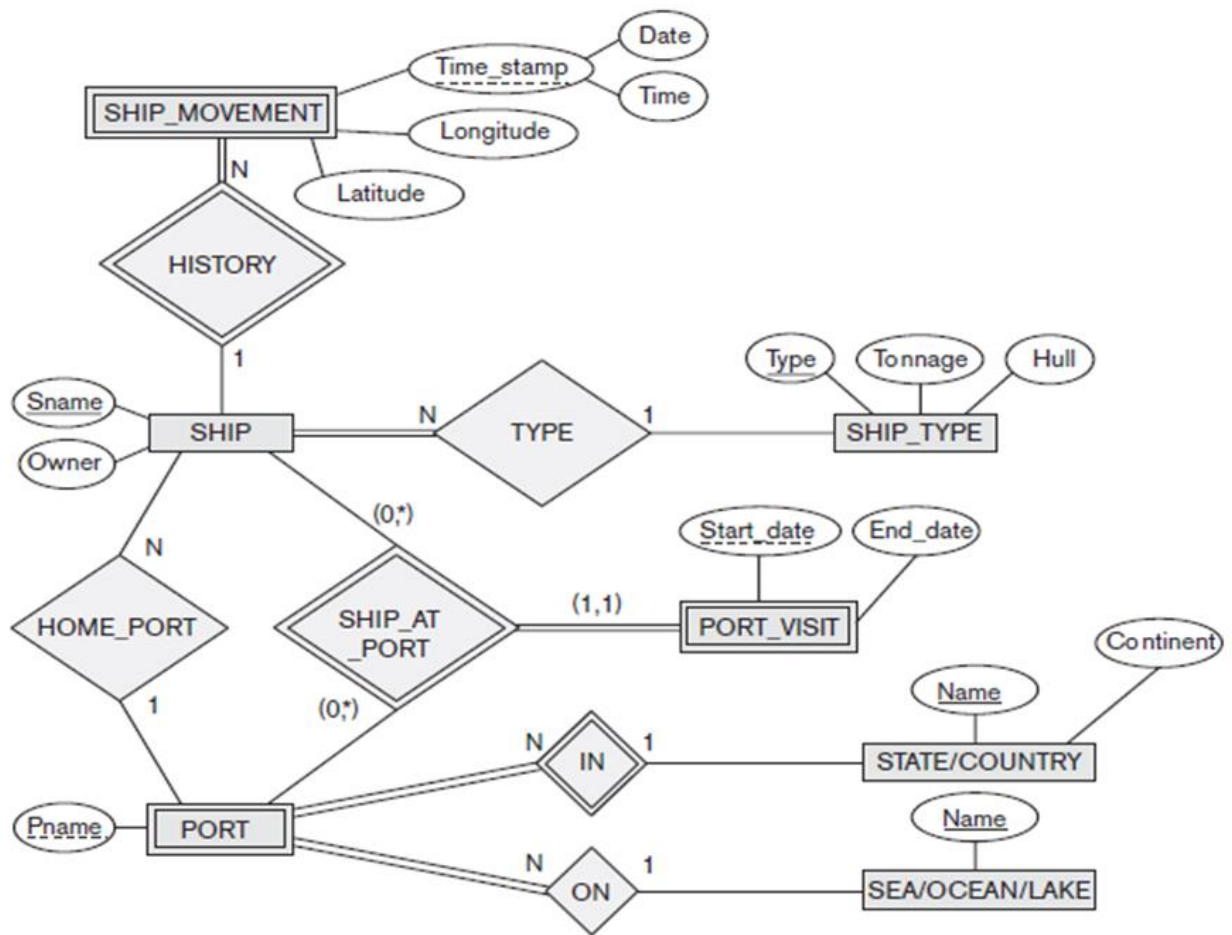 Date
Time_stamp
Time
SHIP_MOVEMENT
Longitude
N
Latitude
HISTORY
1
Type
Tonnage
Hull
Sname
N
1
SHIP
TYPE
SHIP_TYPE
Owner
(0,*)
Start_date
End_date
N
(1,1)
HOME_PORT
SHIP_AT
_PORT
PORT_VISIT
Continent
1
(0,*)
Name
N
1
IN
STATE/COUNTRY
Pname
PORT
Name
N
1
ON
SEA/OCEAN/LAKE